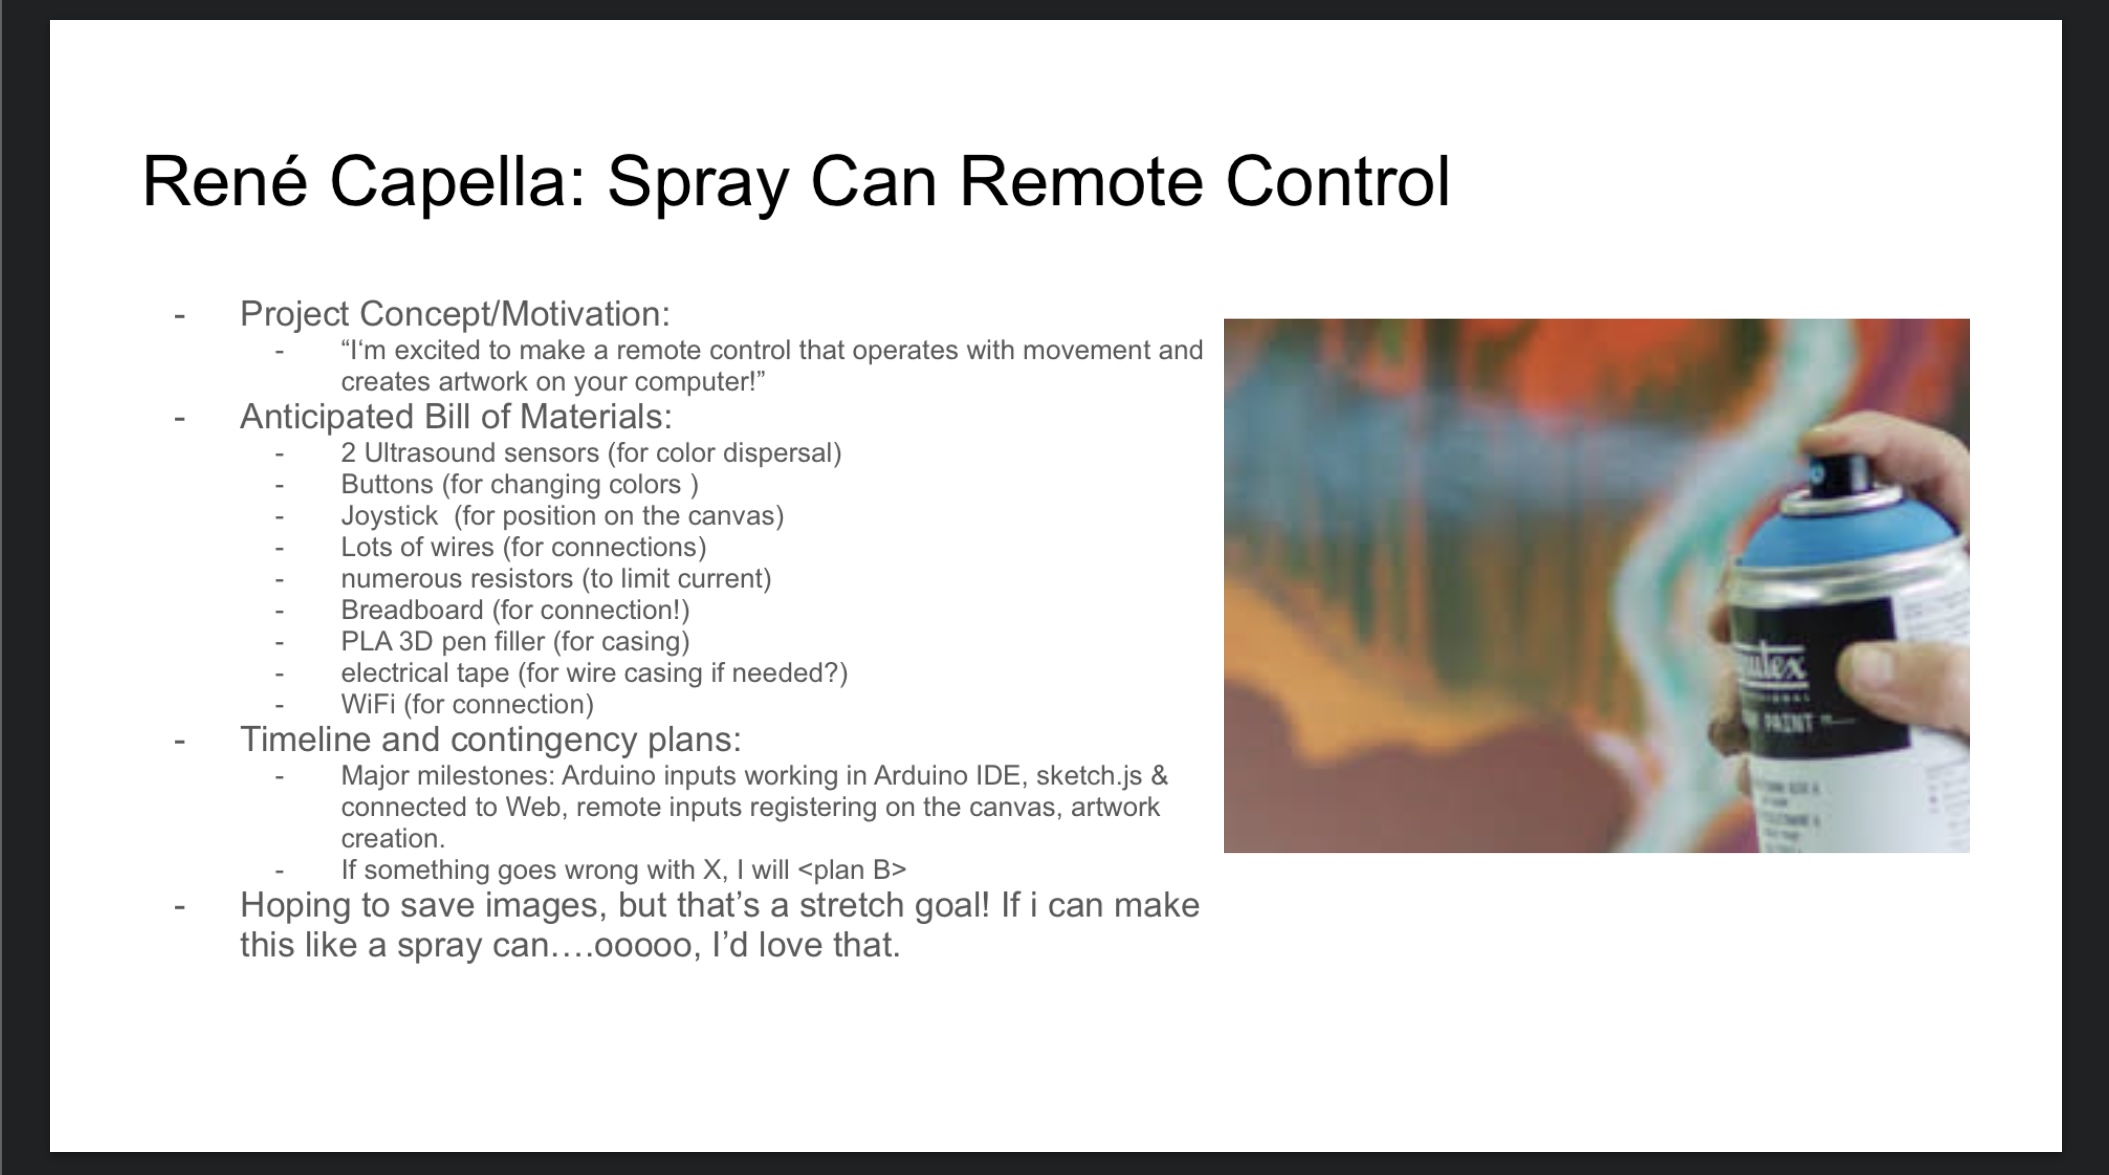 René Capella: Spray Can Remote Control
- Project Concept/Motivation:
- “I‘m excited to make a remote control that operates with movement and
creates artwork on your computer!”
- Anticipated Bill of Materials:
- 2 Ultrasound sensors (for color dispersal)
- Buttons (for changing colors )
- Joystick  (for position on the canvas)
- Lots of wires (for connections)
- numerous resistors (to limit current)
- Breadboard (for connection!)
- PLA 3D pen filler (for casing)
- electrical tape (for wire casing if needed?)
- WiFi (for connection)
- Timeline and contingency plans:
- Major milestones: Arduino inputs working in Arduino IDE, sketch.js &
connected to Web, remote inputs registering on the canvas, artwork
creation.
- If something goes wrong with X, I will <plan B>
- Hoping to save images, but that’s a stretch goal! If i can make
this like a spray can….ooooo, I’d love that.
PAINT